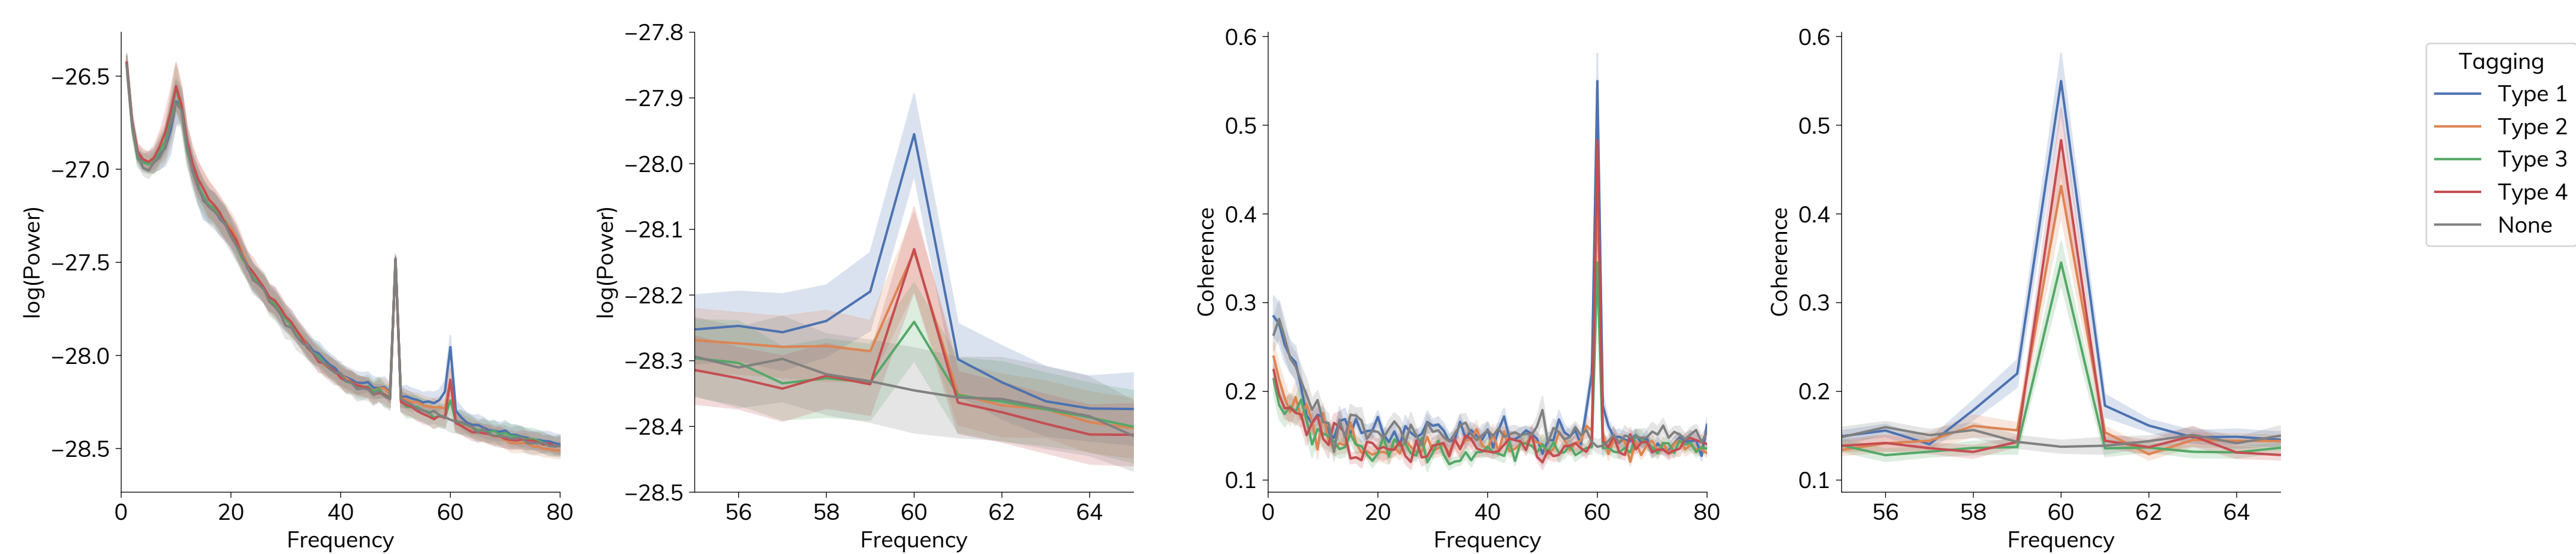 −26.5
−27.0
−27.5
−28.0
−28.5
log(Power)
0 20 40 60 80
Frequency
−27.8
−27.9
−28.0
−28.1
−28.2
−28.3
−28.4
−28.5
log(Power)
56 58 60 62 64
Frequency
0.6
0.5
0.4
0.3
0.2
0.1
Coherence
0 20 40 60 80
Frequency
0.6
0.5
0.4
0.3
0.2
0.1
Coherence
56 58 60 62 64
Frequency
Tagging
Type 1
Type 2
Type 3
Type 4
None